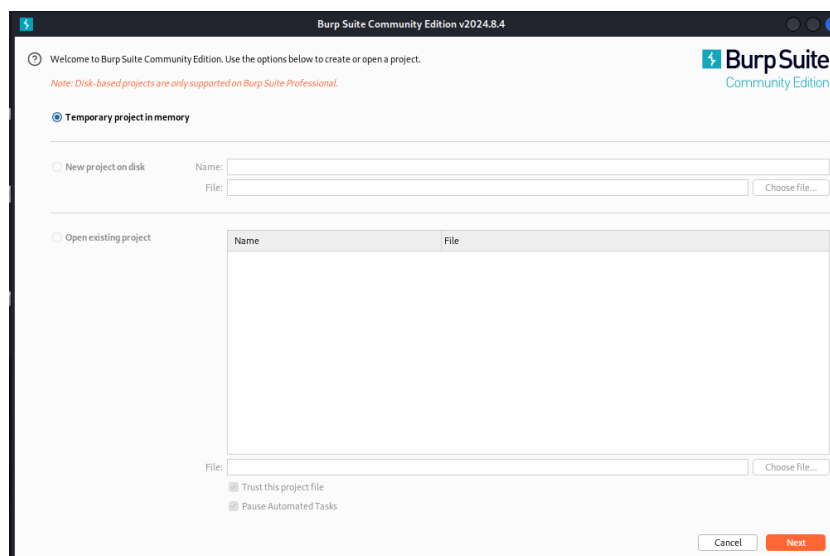 Burp Suite Community Edition v2024.8.4
Welcome to Burp Suite Community Edition. Use the options below to create or open a project.
Note: Disk-based projects are only supported on Burp Suite Professional.
Burp Suite
Community Edition
Temporary project in memory
New project on disk
Name:
File:
Choose file...
Open existing project
Name
File
File:
Choose file...
Trust this project file
Pause Automated Tasks
Cancel
Next